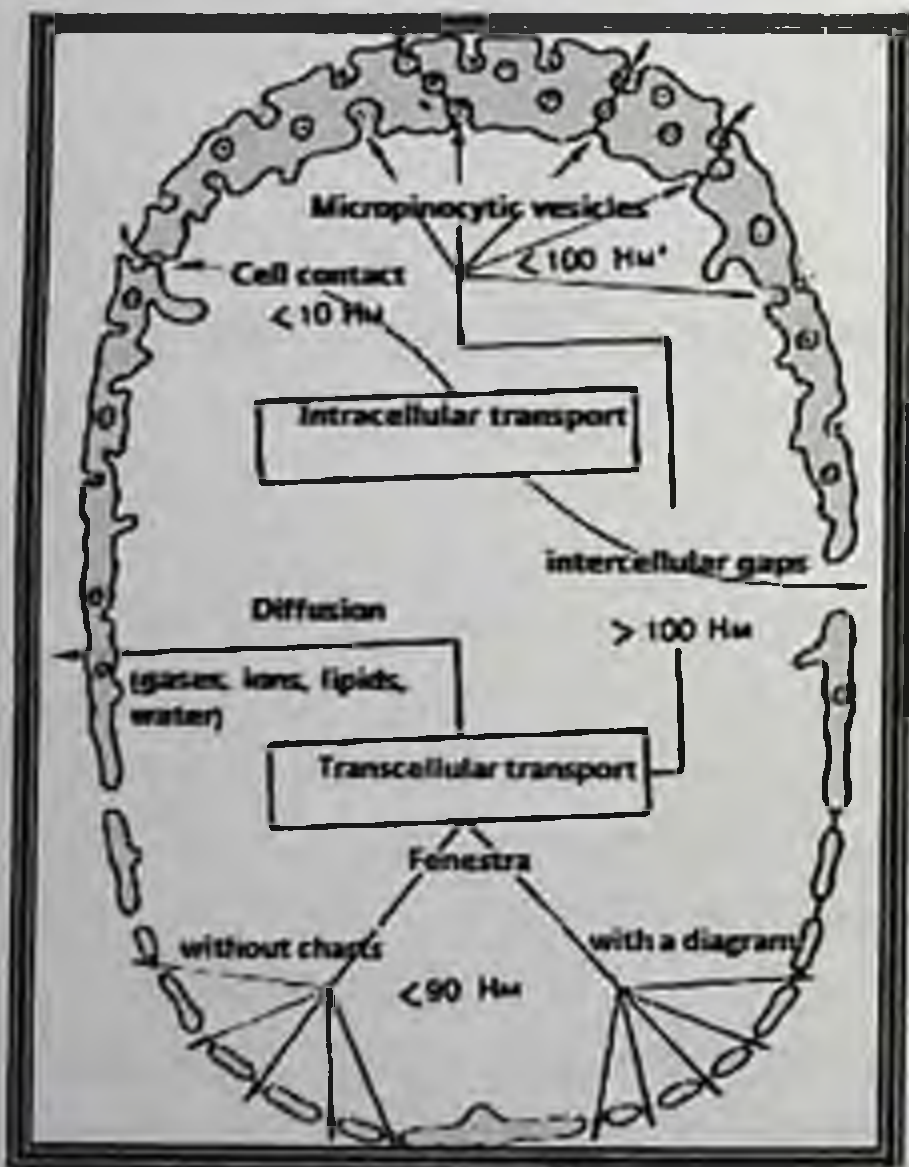 Micropinocytic vesicles
< 100 Нм'
Cell contact
< 10 Нм
Intracellular transport
intercellular gaps
> 100 Нм
Diffusion
(gases, ions, lipids,
water)
Transcellular transport
Fenestra
without charts
with a diagram
< 90 Нм